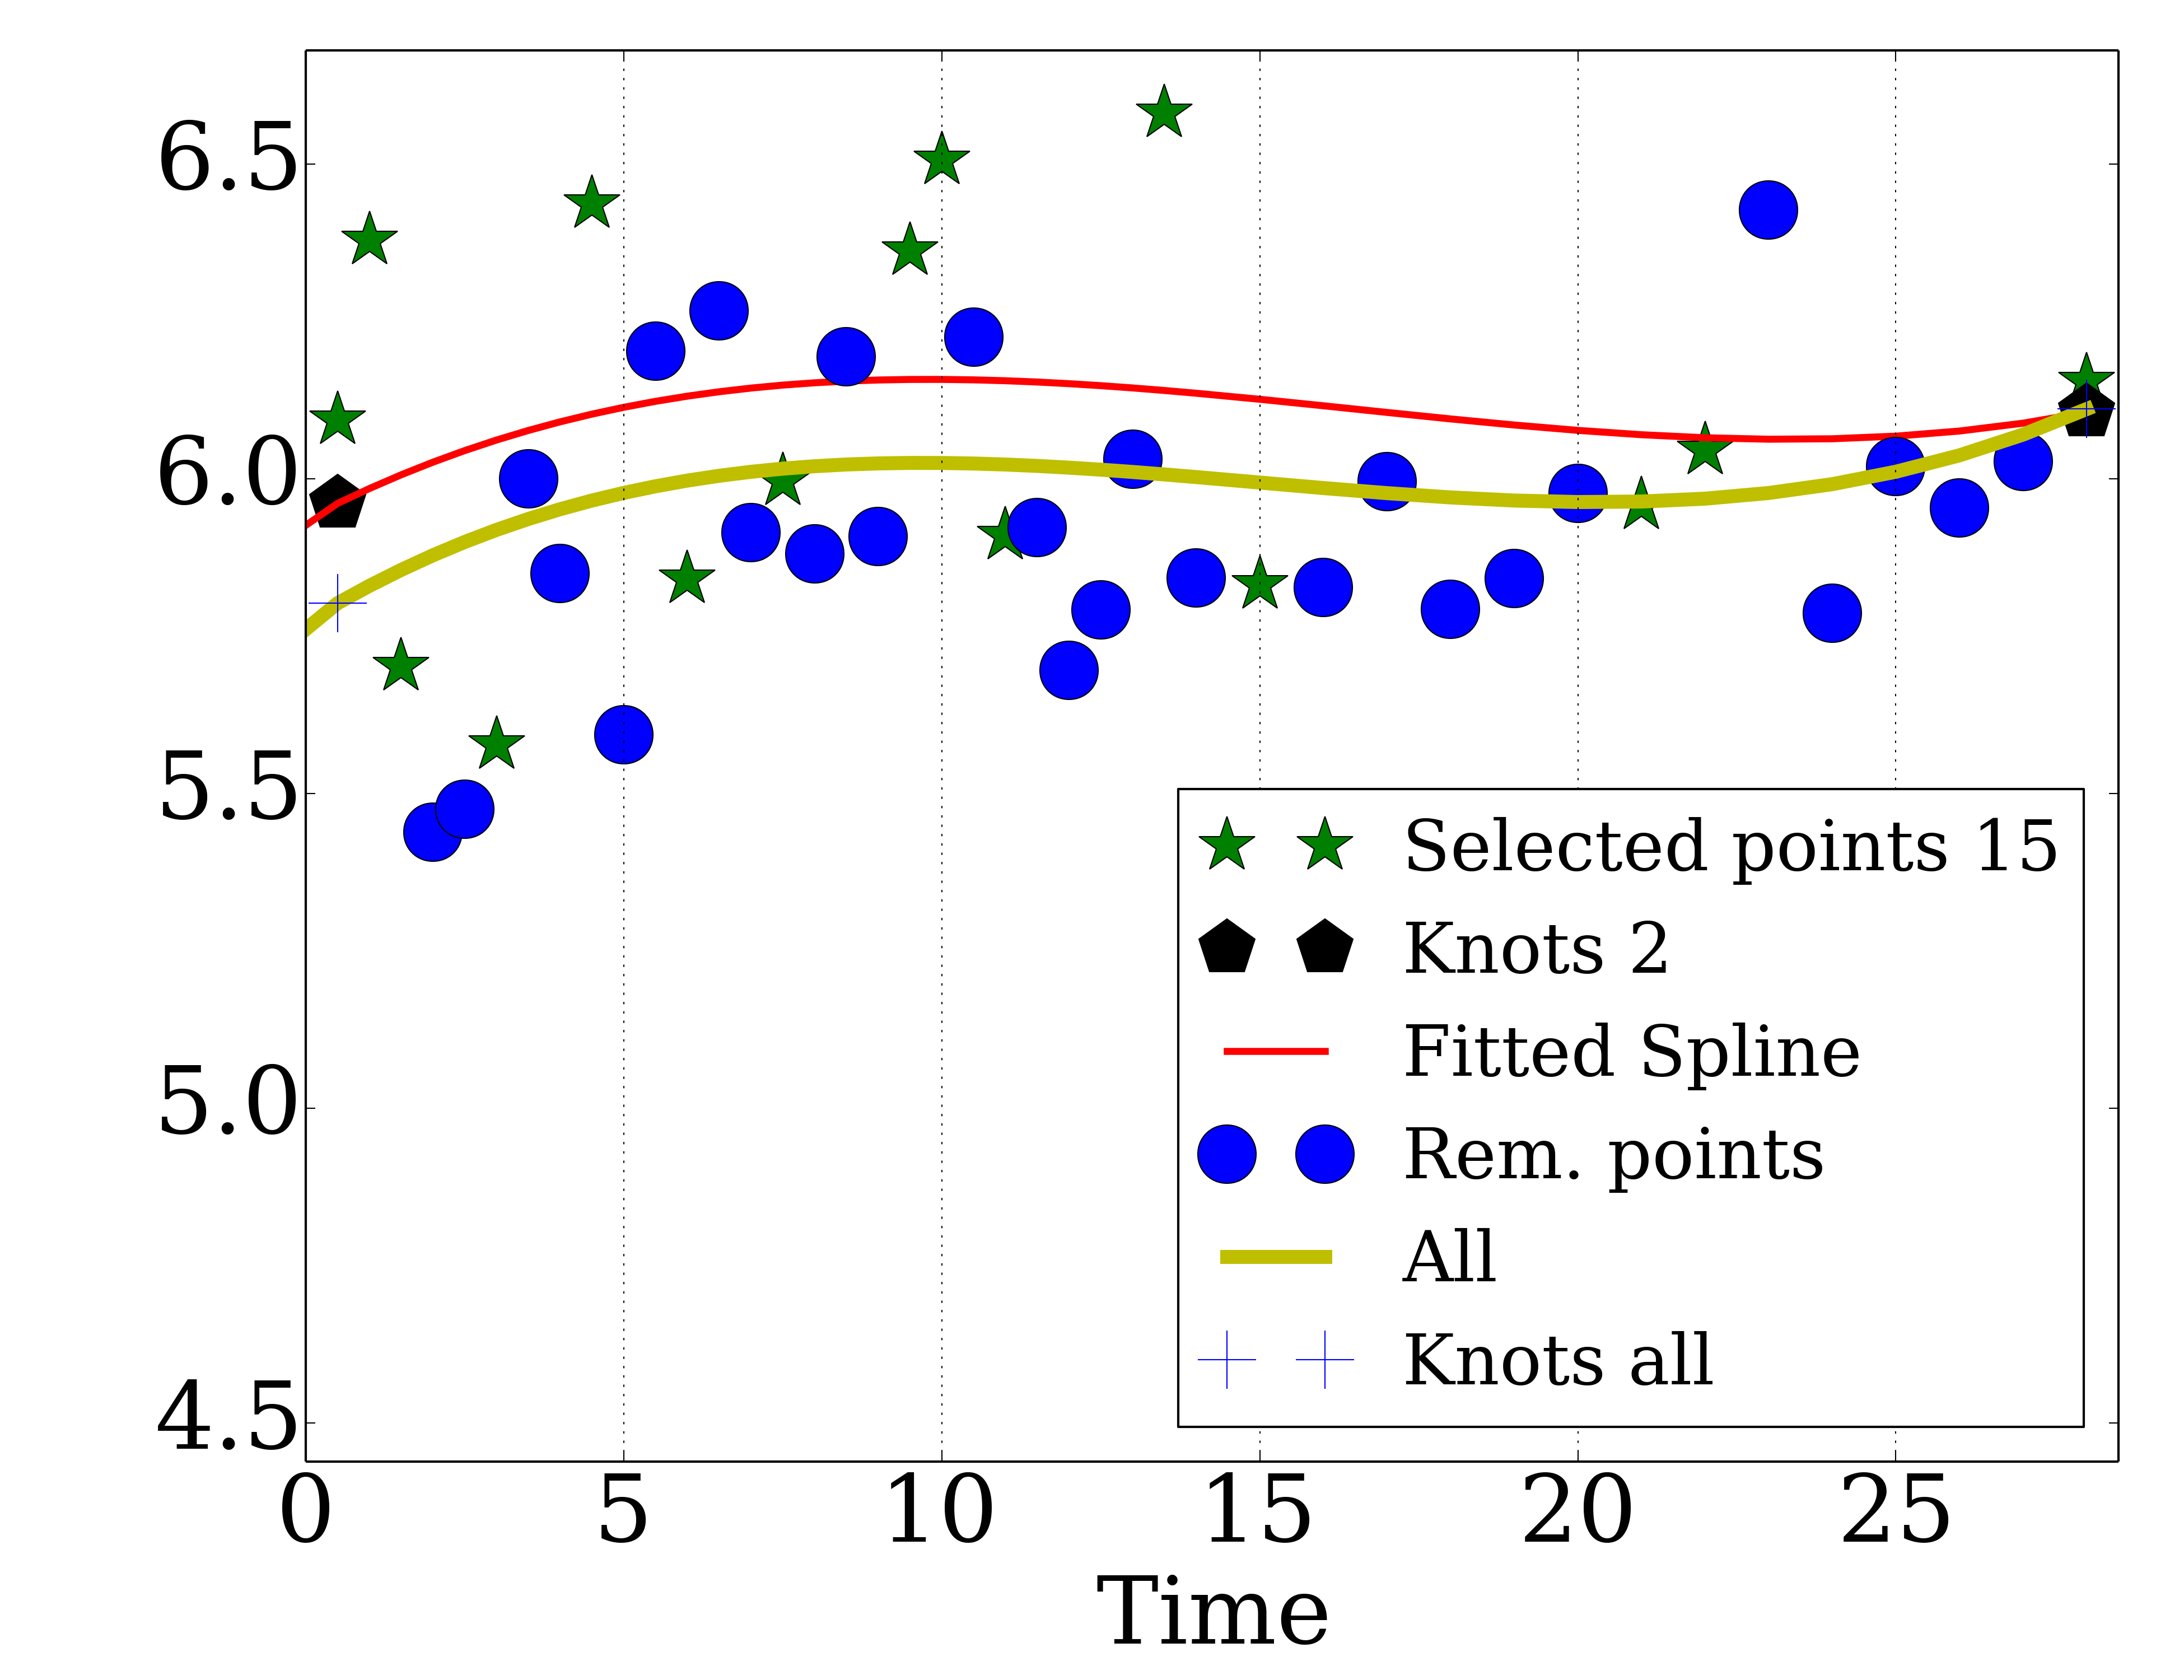 6.5
6.0
5.5
5.0
4.5
0 5 10 15 20 25
Time
Selected points 15
Knots 2
Fitted Spline
Rem. points
All
Knots all